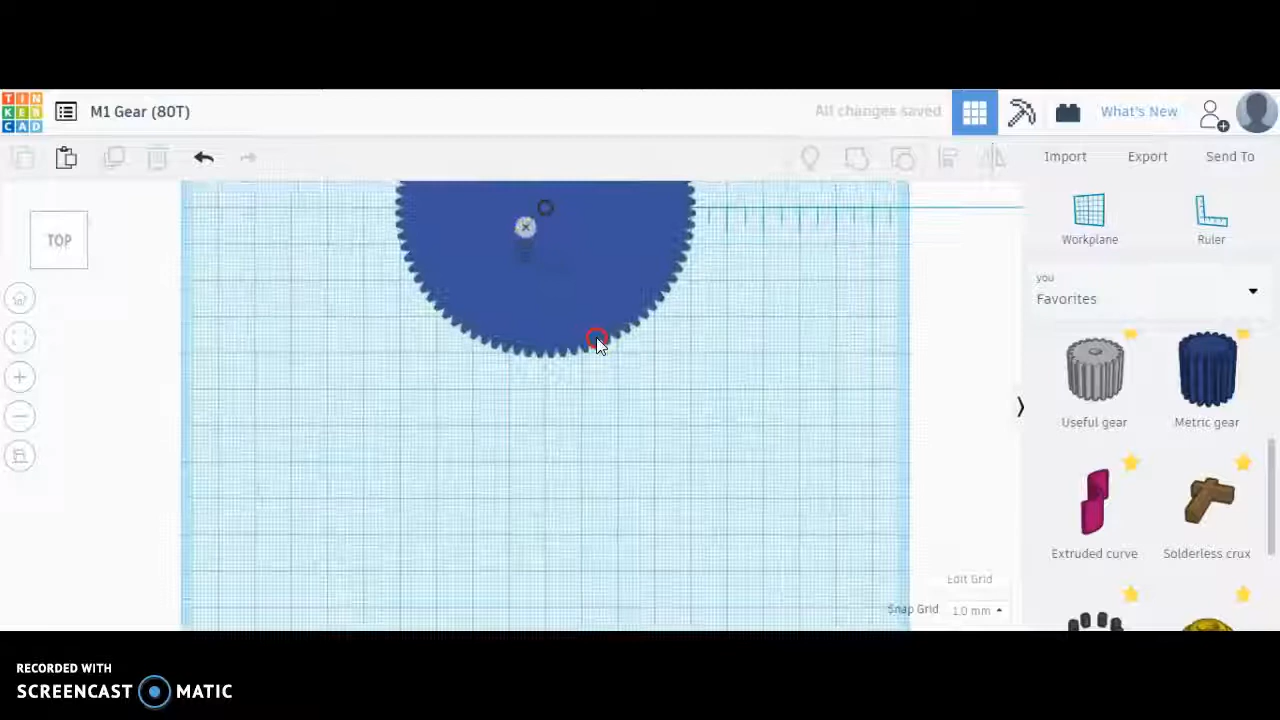 TIN
KER
CAD
M1 Gear (80T)
All changes saved
What's New
Import
Export
Send To
TOP
Workplane
Ruler
you
Favorites
Useful gear
Metric gear
Extruded curve
Solderless crux
Edit Grid
Snap Grid 1.0 mm
RECORDED WITH
SCREENCAST MATIC